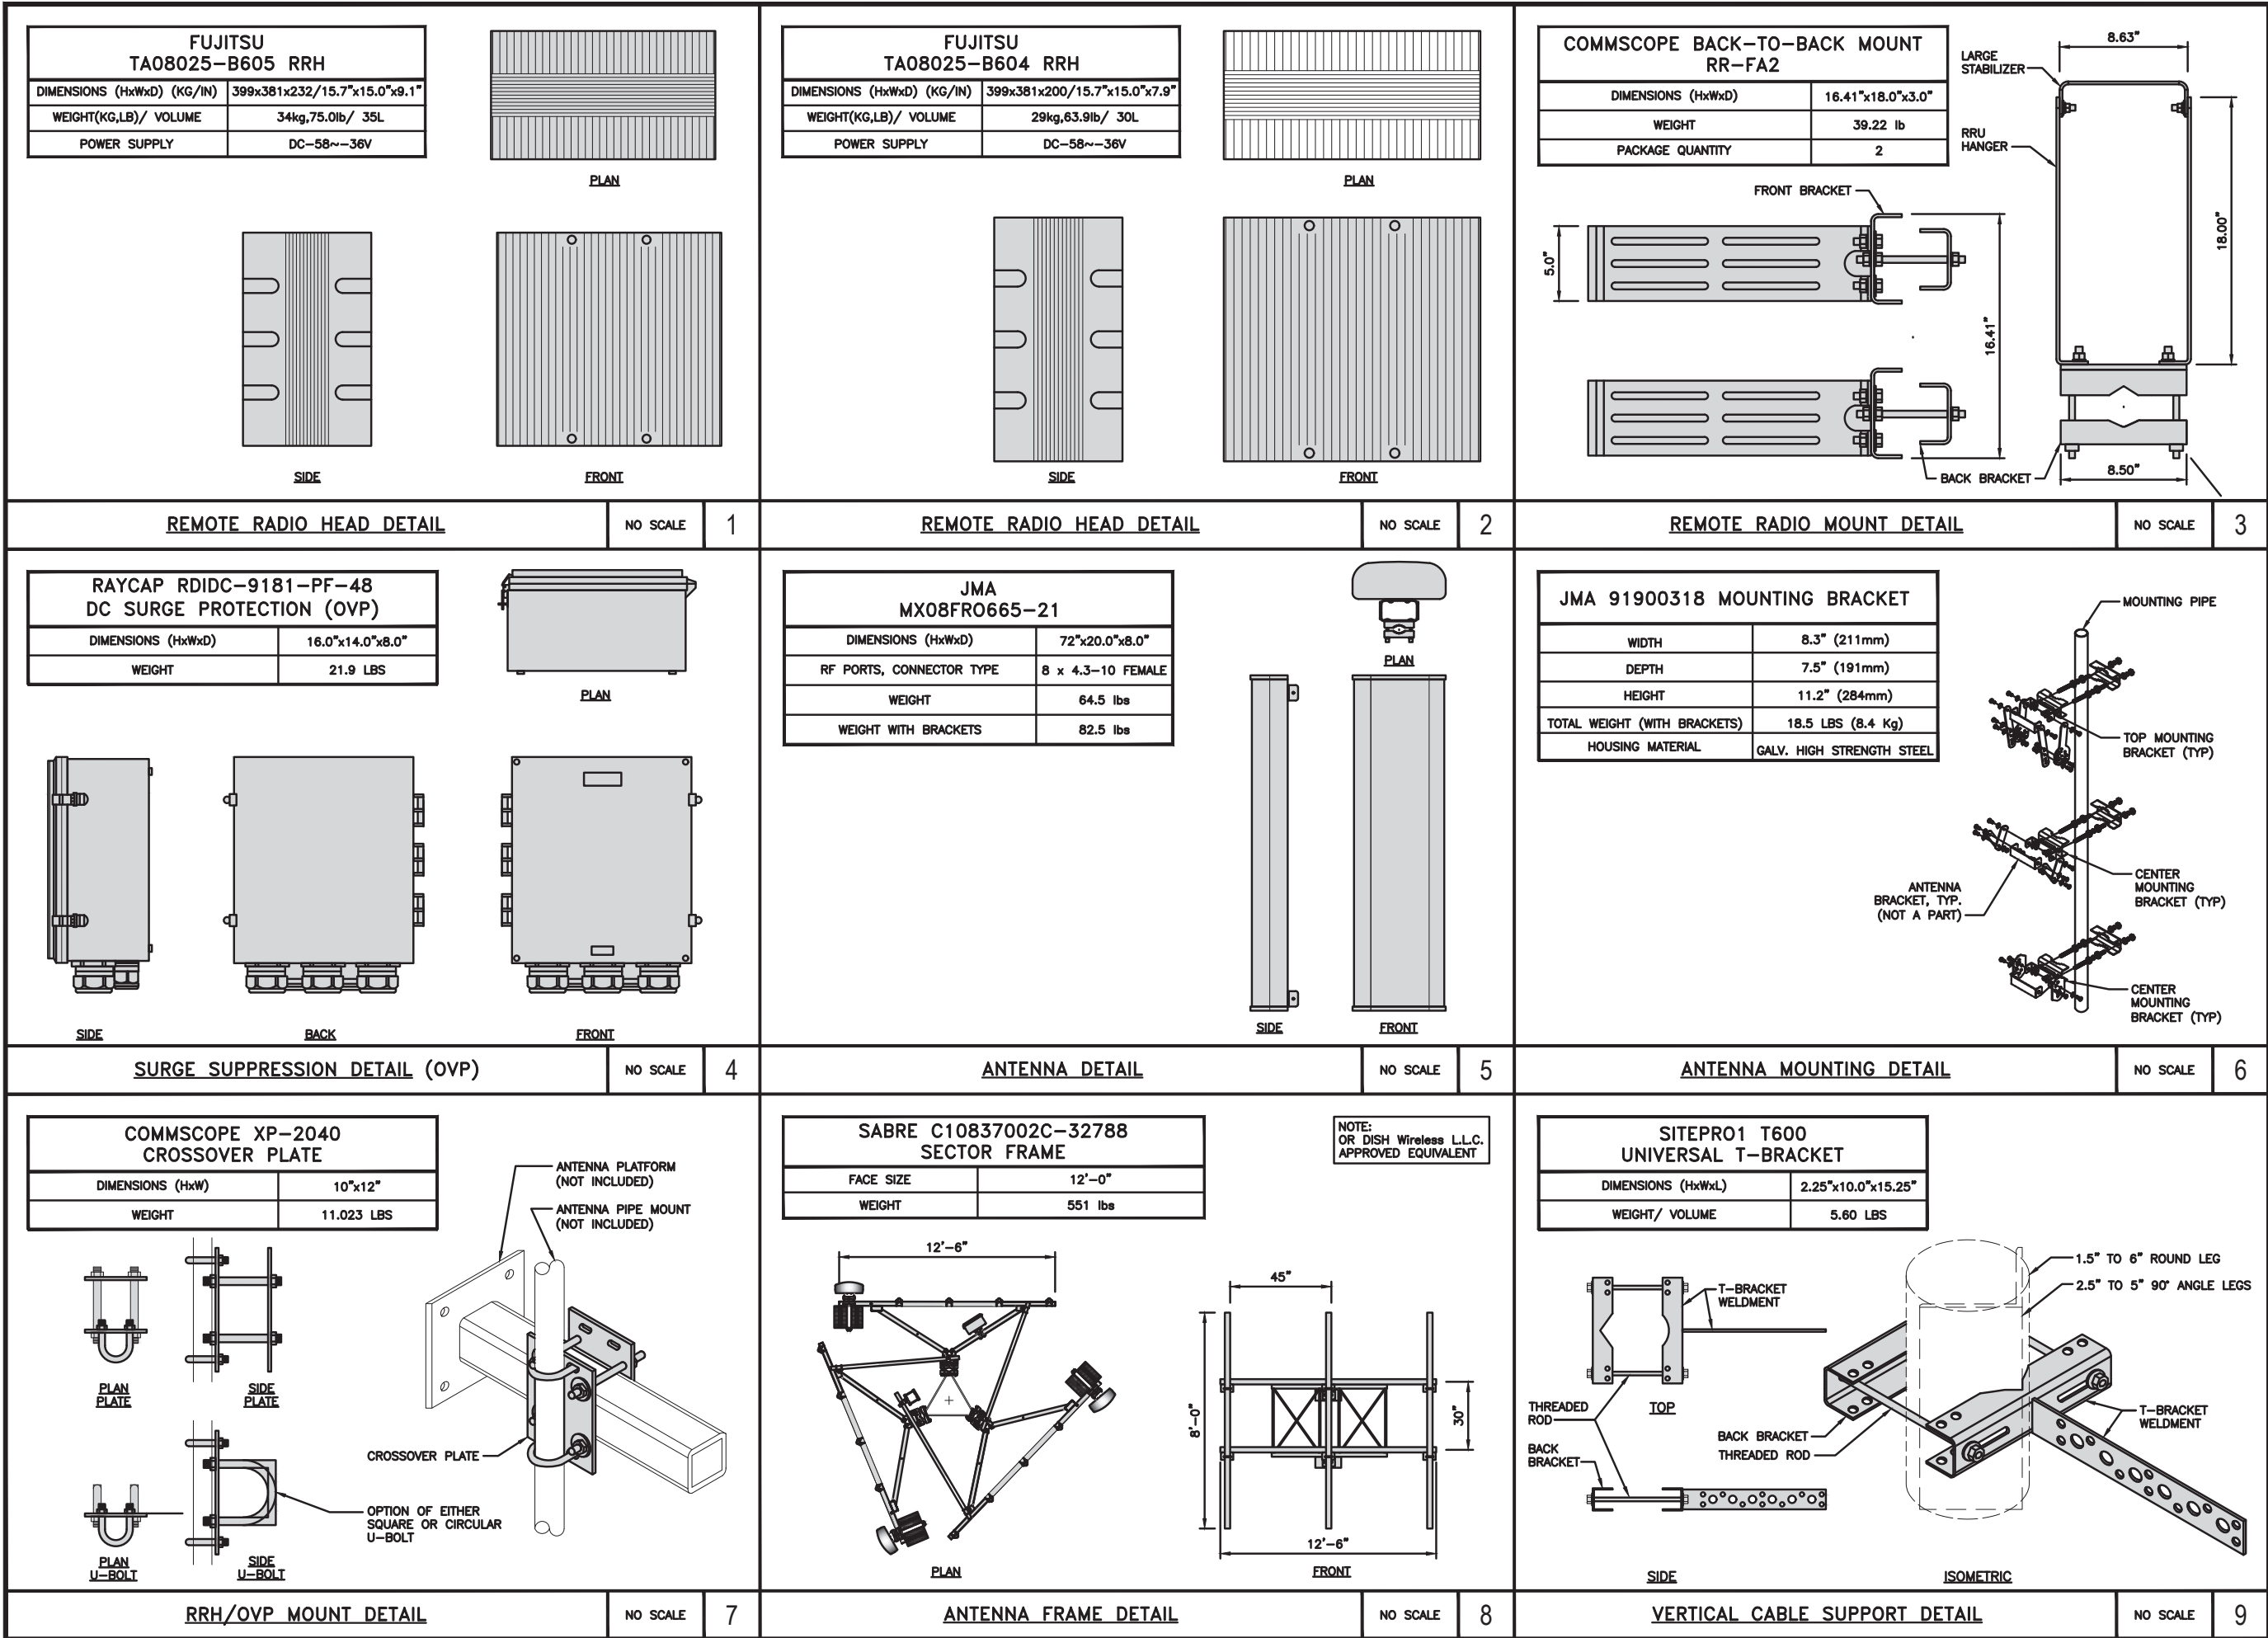 FUJITSU
TA08025-B605 RRH
DIMENSIONS (HxWxD) (KG/IN) 399x381x232/15.7"x15.0"x9.1"
WEIGHT(KG,LB)/ VOLUME 34kg,75.0lb/ 35L
POWER SUPPLY DC-58~-36V
PLAN
SIDE
FRONT
REMOTE RADIO HEAD DETAIL NO SCALE 1
FUJITSU
TA08025-B604 RRH
DIMENSIONS (HxWxD) (KG/IN) 399x381x200/15.7"x15.0"x7.9"
WEIGHT(KG,LB)/ VOLUME 29kg,63.9lb/ 30L
POWER SUPPLY DC-58~-36V
PLAN
SIDE
FRONT
REMOTE RADIO HEAD DETAIL NO SCALE 2
COMMSCOPE BACK-TO-BACK MOUNT
RR-FA2
DIMENSIONS (HxWxD) 16.41"x18.0"x3.0"
WEIGHT 39.22 lb
PACKAGE QUANTITY 2
LARGE
STABILIZER
8.63"
RRU
HANGER
FRONT BRACKET
18.00"
5.0"
16.41"
BACK BRACKET
8.50"
REMOTE RADIO MOUNT DETAIL NO SCALE 3
RAYCAP RDIDC-9181-PF-48
DC SURGE PROTECTION (OVP)
DIMENSIONS (HxWxD) 16.0"x14.0"x8.0"
WEIGHT 21.9 LBS
PLAN
SIDE
BACK
FRONT
SURGE SUPPRESSION DETAIL (OVP) NO SCALE 4
JMA
MX08FRO665-21
DIMENSIONS (HxWxD) 72"x20.0"x8.0"
RF PORTS, CONNECTOR TYPE 8 x 4.3-10 FEMALE
WEIGHT 64.5 lbs
WEIGHT WITH BRACKETS 82.5 lbs
PLAN
SIDE
FRONT
ANTENNA DETAIL NO SCALE 5
JMA 91900318 MOUNTING BRACKET
WIDTH 8.3" (211mm)
DEPTH 7.5" (191mm)
HEIGHT 11.2" (284mm)
TOTAL WEIGHT (WITH BRACKETS) 18.5 LBS (8.4 Kg)
HOUSING MATERIAL GALV. HIGH STRENGTH STEEL
MOUNTING PIPE
TOP MOUNTING
BRACKET (TYP)
CENTER
MOUNTING
BRACKET (TYP)
ANTENNA
BRACKET, TYP.
(NOT A PART)
CENTER
MOUNTING
BRACKET (TYP)
ANTENNA MOUNTING DETAIL NO SCALE 6
COMMSCOPE XP-2040
CROSSOVER PLATE
DIMENSIONS (HxW) 10"x12"
WEIGHT 11.023 LBS
ANTENNA PLATFORM
(NOT INCLUDED)
ANTENNA PIPE MOUNT
(NOT INCLUDED)
PLAN
PLATE
SIDE
PLATE
CROSSOVER PLATE
OPTION OF EITHER
SQUARE OR CIRCULAR
U-BOLT
PLAN
U-BOLT
SIDE
U-BOLT
RRH/OVP MOUNT DETAIL NO SCALE 7
SABRE C10837002C-32788
SECTOR FRAME
FACE SIZE 12'-0"
WEIGHT 551 lbs
NOTE:
OR DISH Wireless L.L.C.
APPROVED EQUIVALENT
12'-6"
45"
8'-0"
30"
12'-6"
PLAN
FRONT
ANTENNA FRAME DETAIL NO SCALE 8
SITEPRO1 T600
UNIVERSAL T-BRACKET
DIMENSIONS (HxWxL) 2.25"x10.0"x15.25"
WEIGHT/ VOLUME 5.60 LBS
1.5" TO 6" ROUND LEG
2.5" TO 5" 90° ANGLE LEGS
T-BRACKET
WELDMENT
THREADED
ROD
TOP
BACK
BRACKET
BACK BRACKET
THREADED ROD
T-BRACKET
WELDMENT
SIDE
ISOMETRIC
VERTICAL CABLE SUPPORT DETAIL NO SCALE 9